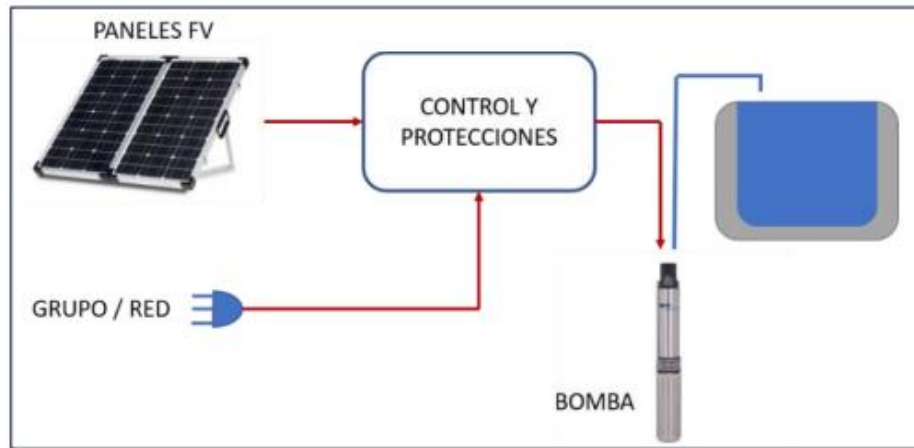 PANELES FV
CONTROL Y
PROTECCIONES
GRUPO / RED
BOMBA